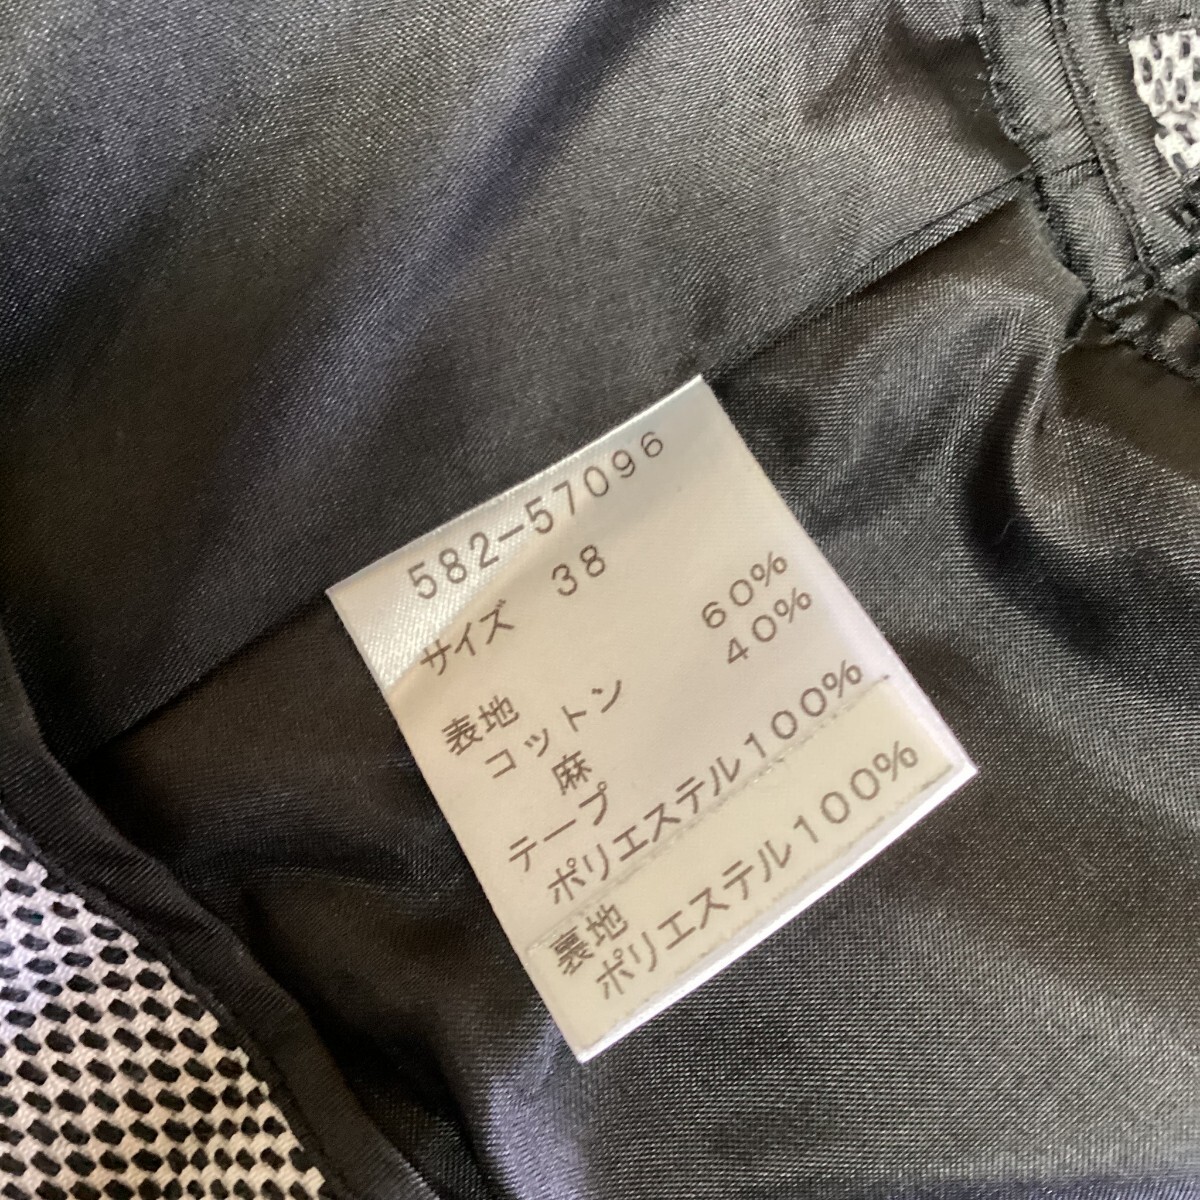 582-57096
サイズ 38
表地
コットン 60%
麻 40%
テープ
ポリエステル100%
裏地
ポリエステル100%